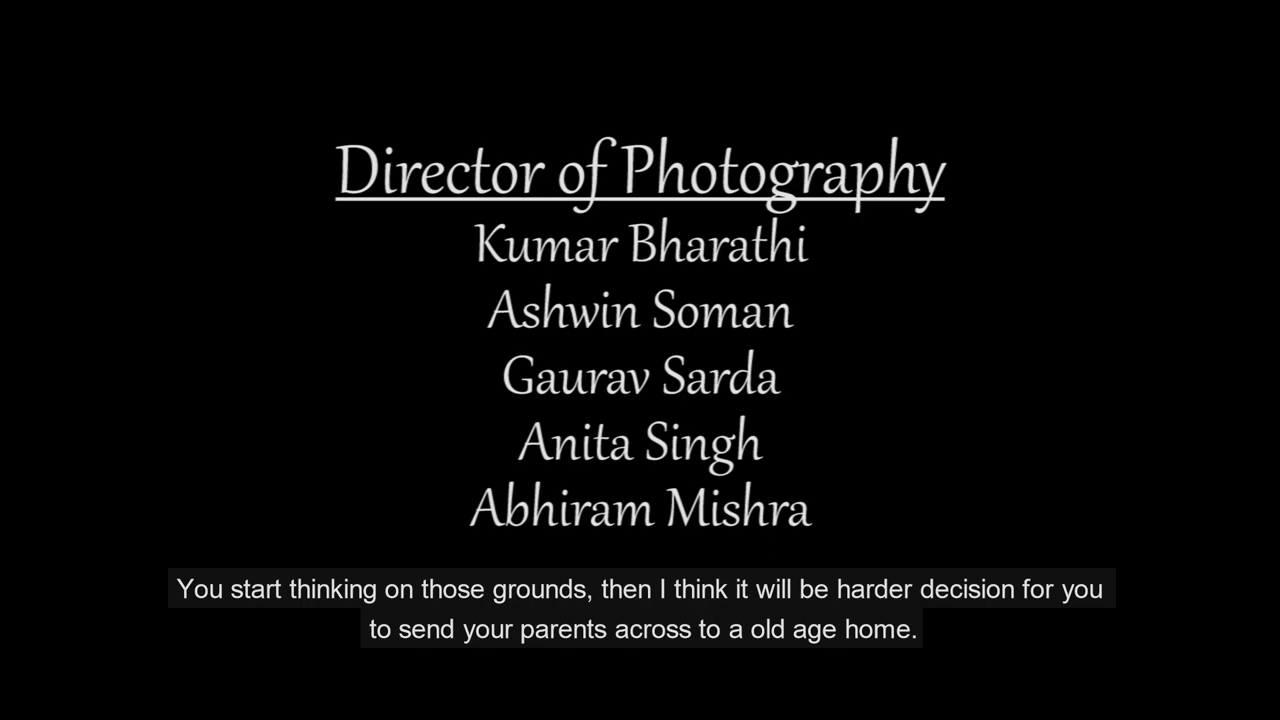 Director of Photography
Kumar Bharathi
Ashwin Soman
Gaurav Sarda
Anita Singh
Abhiram Mishra
You start thinking on those grounds, then I think it will be harder decision for you
to send your parents across to a old age home.